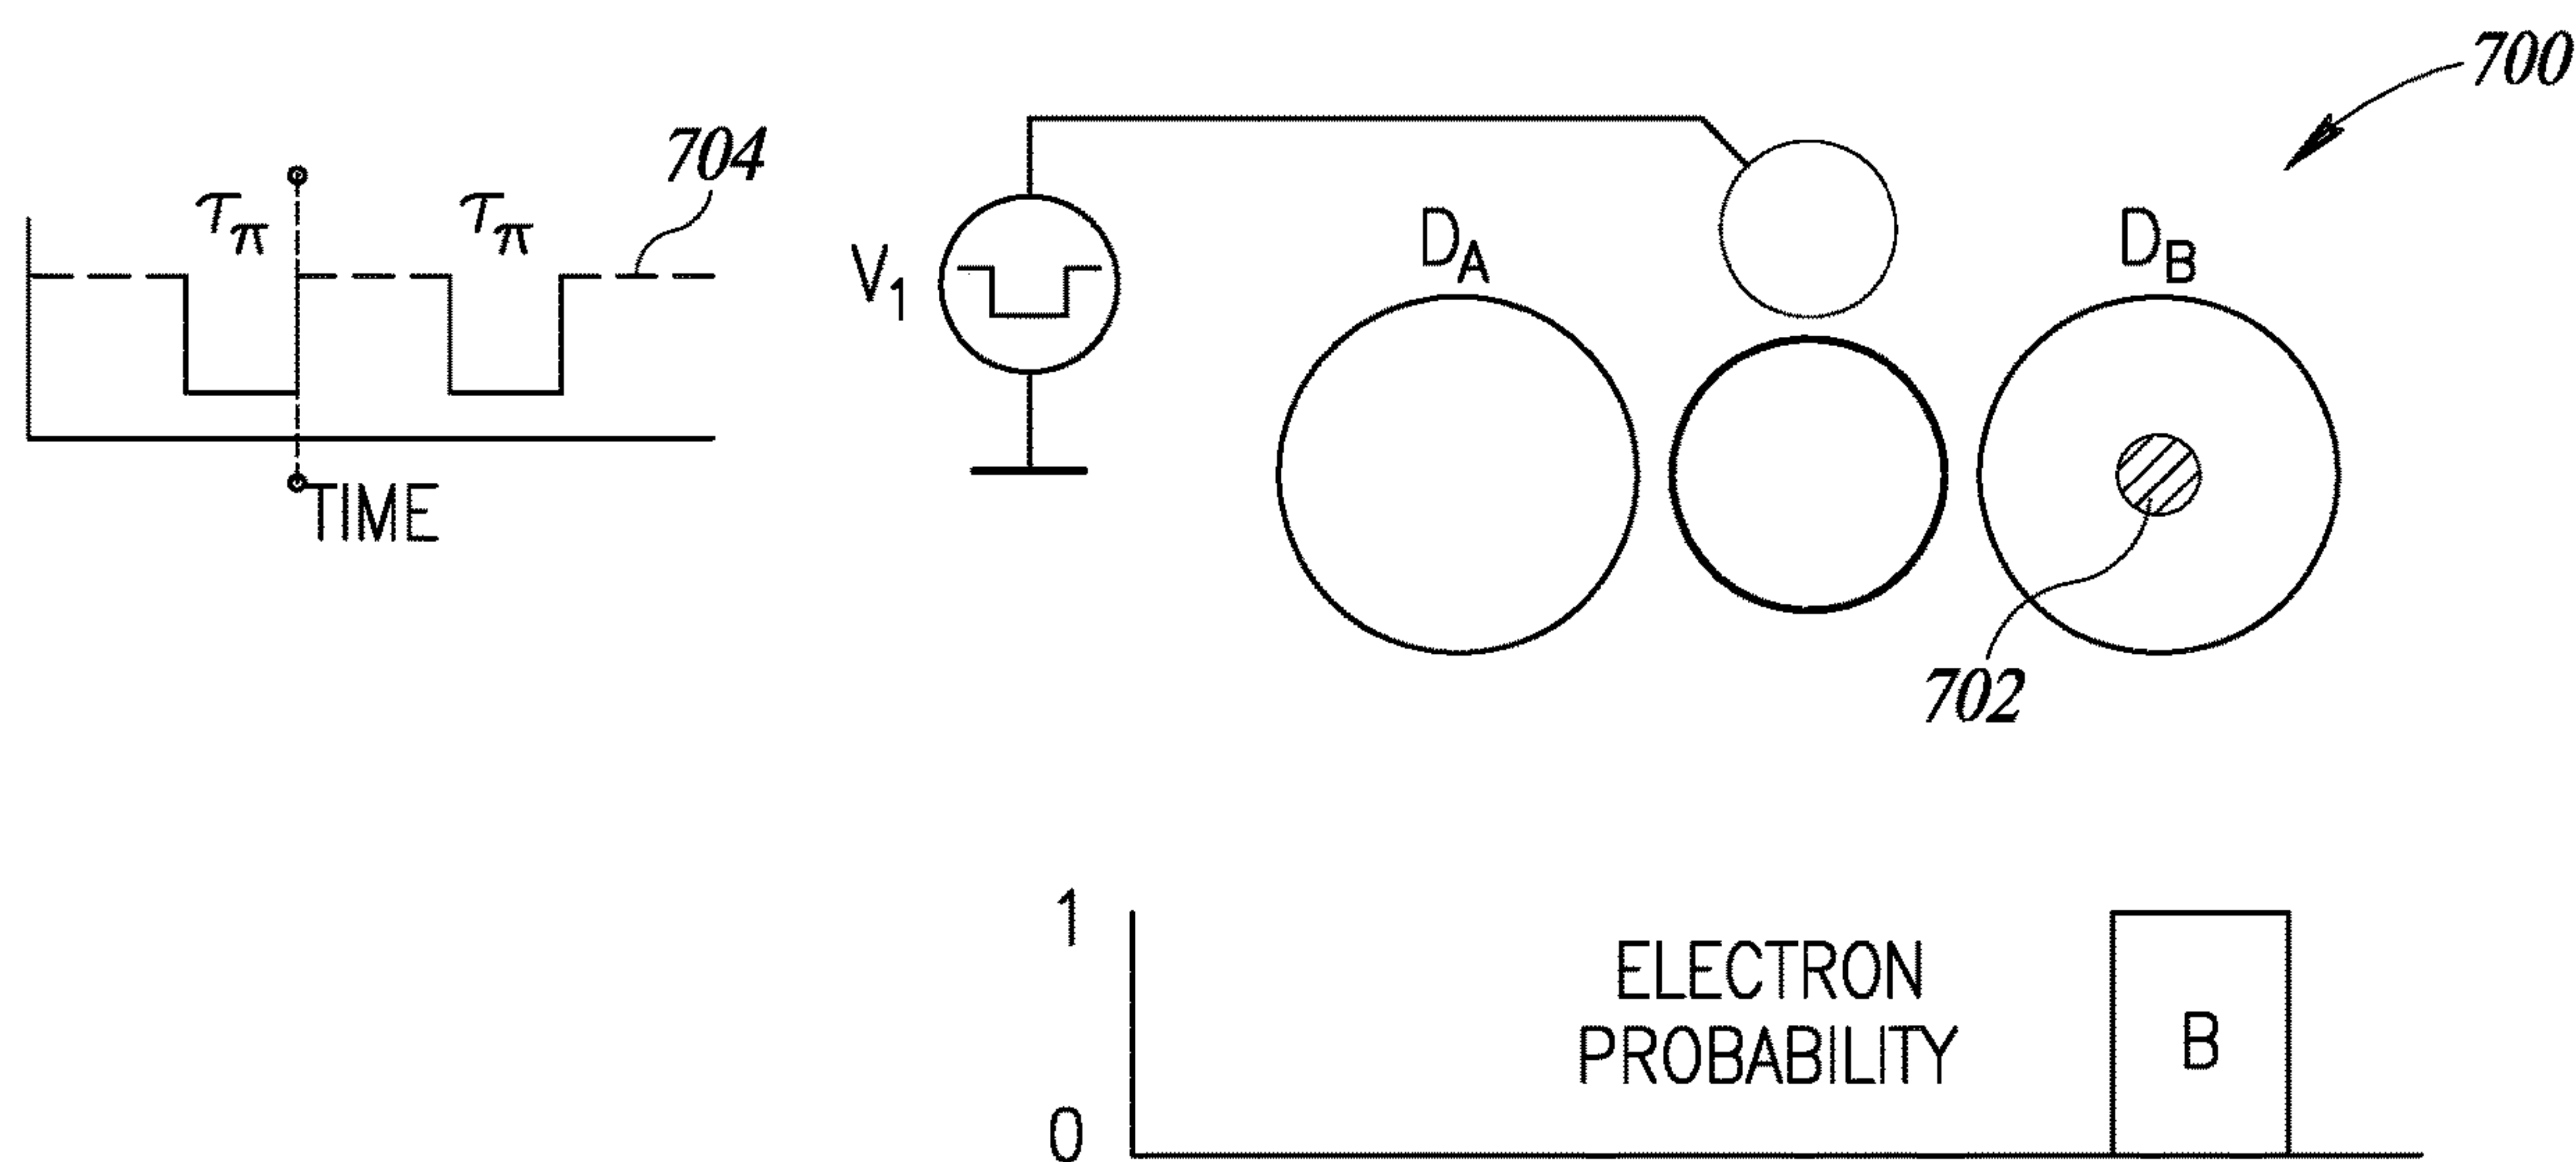 700
704
τπ τπ
DA DB
V1
TIME
702
1
ELECTRON
PROBABILITY
B
0